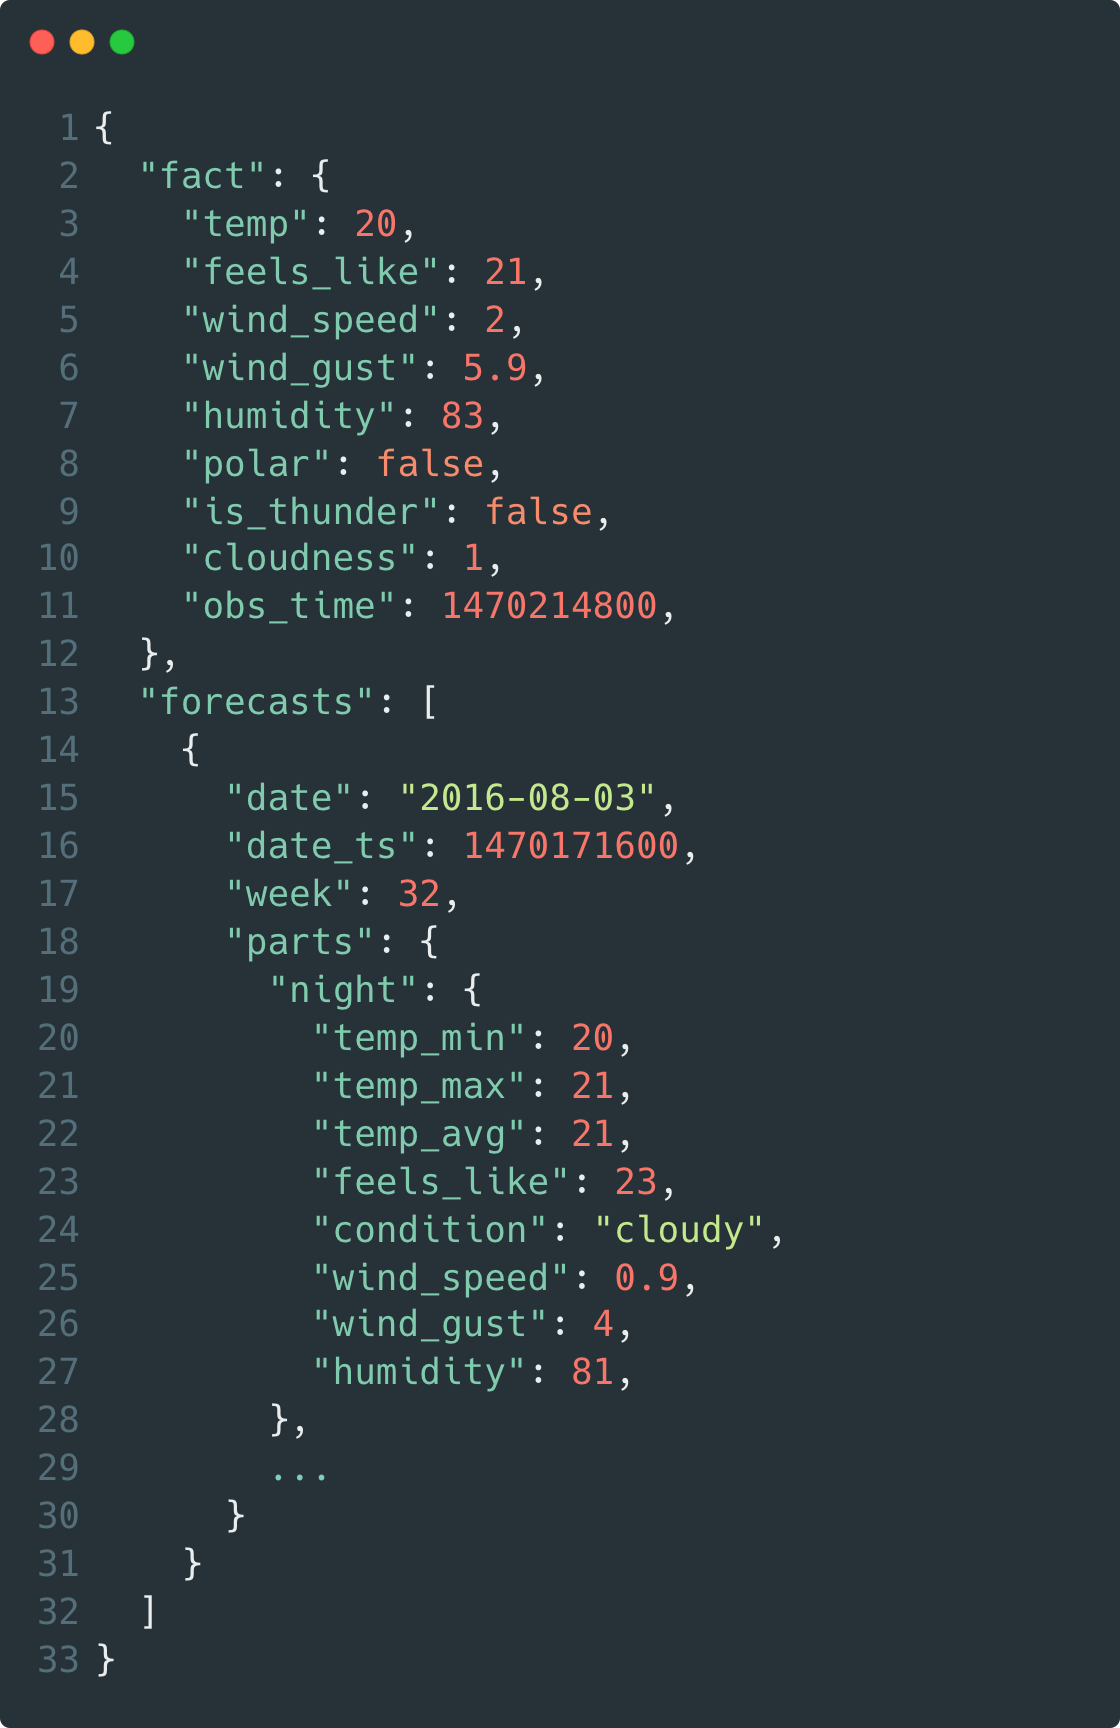 1 {
2   "fact": {
3     "temp": 20,
4     "feels_like": 21,
5     "wind_speed": 2,
6     "wind_gust": 5.9,
7     "humidity": 83,
8     "polar": false,
9     "is_thunder": false,
10     "cloudness": 1,
11     "obs_time": 1470214800,
12   },
13   "forecasts": [
14     {
15       "date": "2016-08-03",
16       "date_ts": 1470171600,
17       "week": 32,
18       "parts": {
19         "night": {
20           "temp_min": 20,
21           "temp_max": 21,
22           "temp_avg": 21,
23           "feels_like": 23,
24           "condition": "cloudy",
25           "wind_speed": 0.9,
26           "wind_gust": 4,
27           "humidity": 81,
28         },
29         ...
30       }
31     }
32   ]
33 }